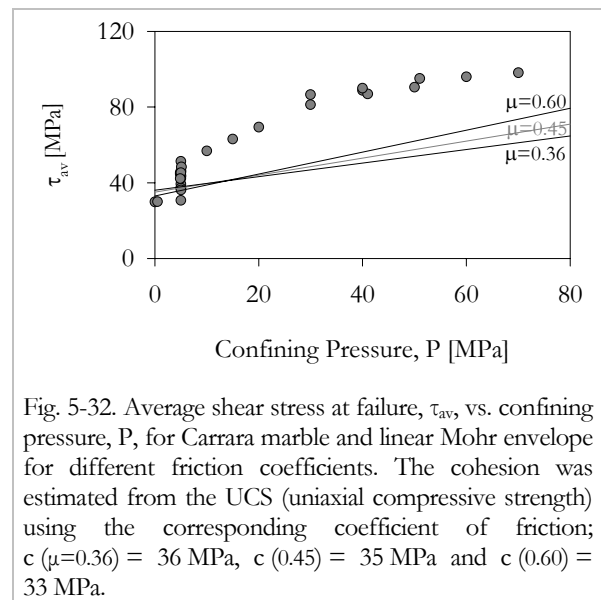 120
80
40
0
τav [MPa]
μ=0.60
μ=0.45
μ=0.36
0 20 40 60 80
Confining Pressure, P [MPa]
Fig. 5-32. Average shear stress at failure, τav, vs. confining
pressure, P, for Carrara marble and linear Mohr envelope
for different friction coefficients. The cohesion was
estimated from the UCS (uniaxial compressive strength)
using the corresponding coefficient of friction;
c (μ=0.36) = 36 MPa, c (0.45) = 35 MPa and c (0.60) =
33 MPa.